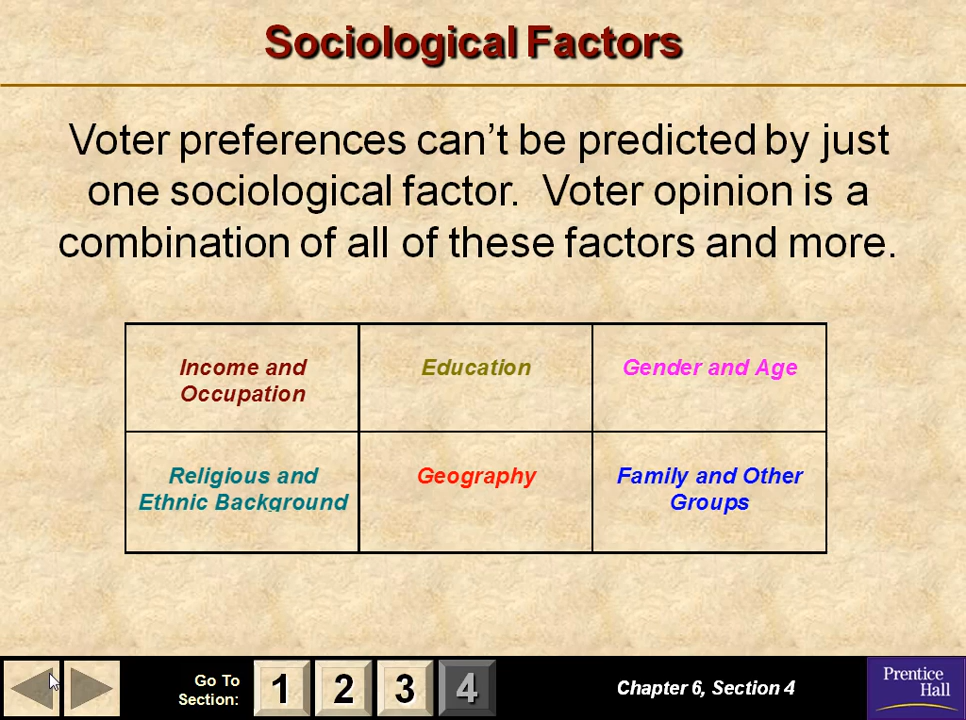 Sociological Factors
Voter preferences can’t be predicted by just
one sociological factor.  Voter opinion is a
combination of all of these factors and more.
Income and
Occupation
Education
Gender and Age
Religious and
Ethnic Background
Geography
Family and Other
Groups
Go To
Section:
1
2
3
4
Chapter 6, Section 4
Prentice
Hall